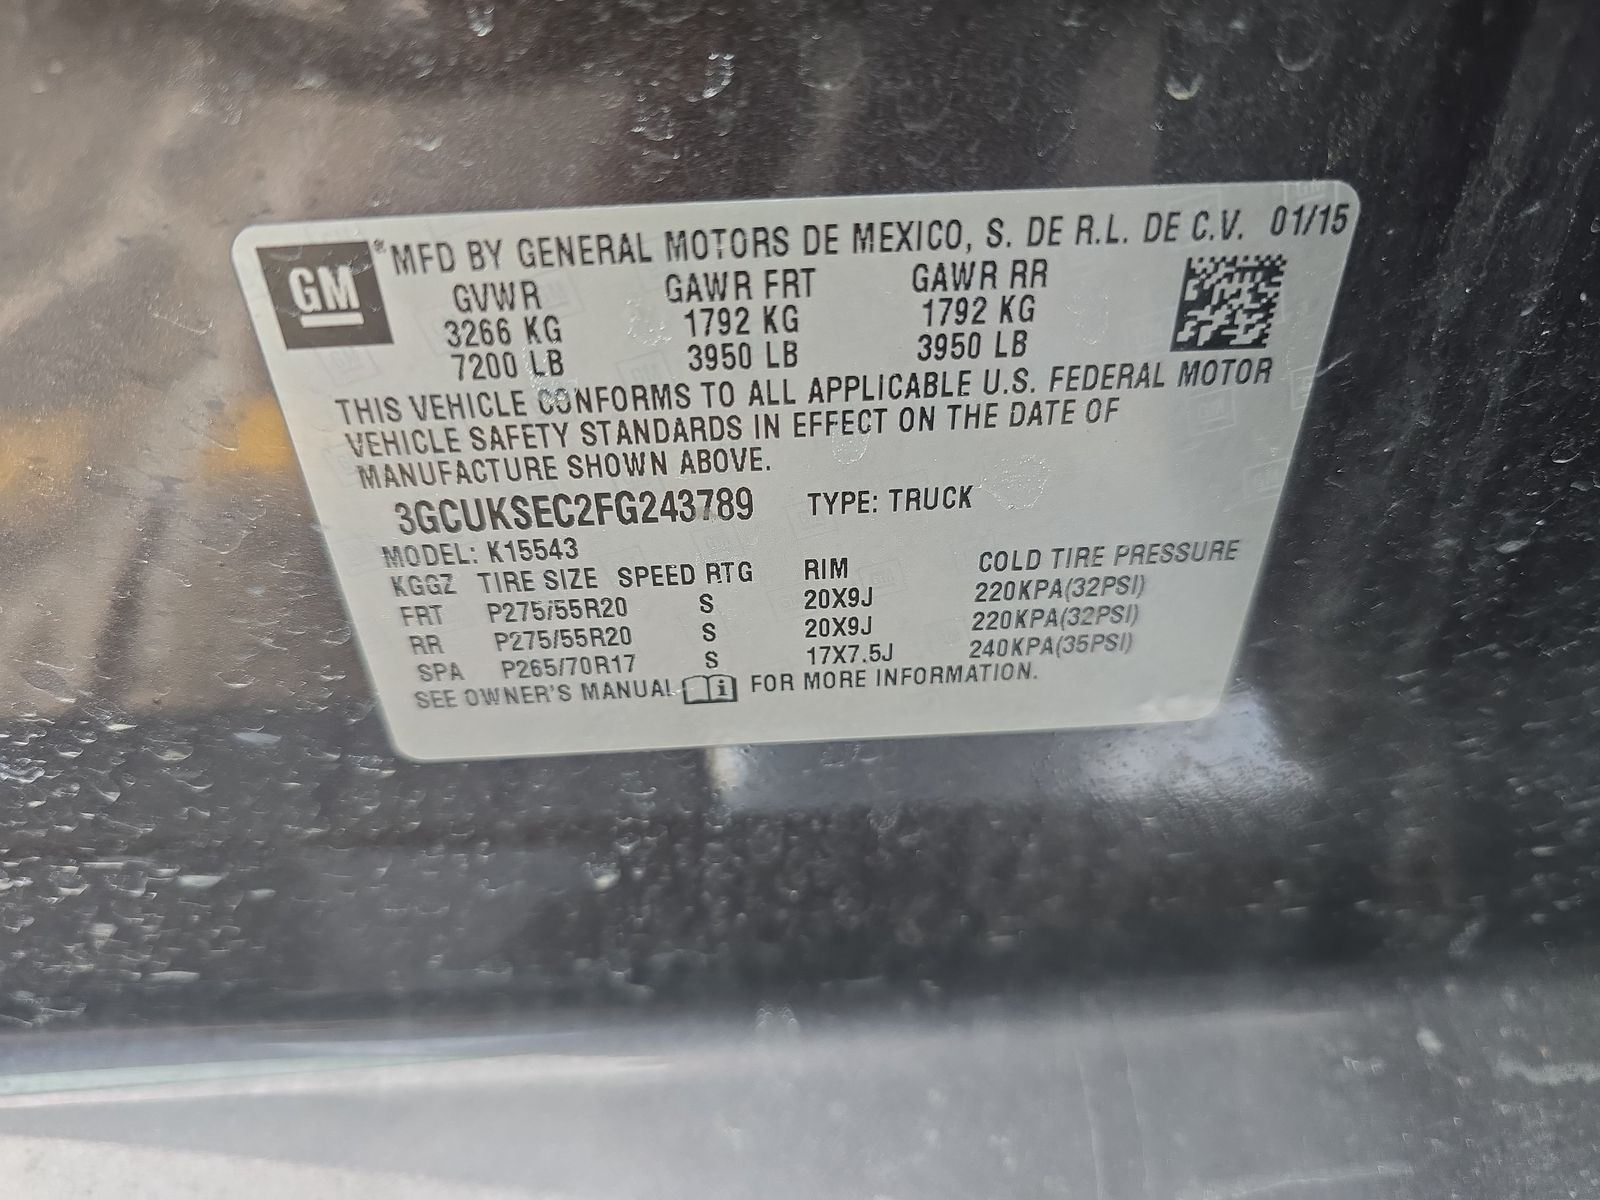 GM ® MFD BY GENERAL MOTORS DE MEXICO, S. DE R.L. DE C.V. 01/15
GVWR GAWR FRT GAWR RR
3266 KG 1792 KG 1792 KG
7200 LB 3950 LB 3950 LB
THIS VEHICLE CONFORMS TO ALL APPLICABLE U.S. FEDERAL MOTOR
VEHICLE SAFETY STANDARDS IN EFFECT ON THE DATE OF
MANUFACTURE SHOWN ABOVE.
3GCUKSEC2FG243789 TYPE: TRUCK
MODEL: K15543
KGGZ TIRE SIZE SPEED RTG RIM COLD TIRE PRESSURE
FRT P275/55R20 S 20X9J 220KPA(32PSI)
RR P275/55R20 S 20X9J 220KPA(32PSI)
SPA P265/70R17 S 17X7.5J 240KPA(35PSI)
SEE OWNER'S MANUAL i FOR MORE INFORMATION.